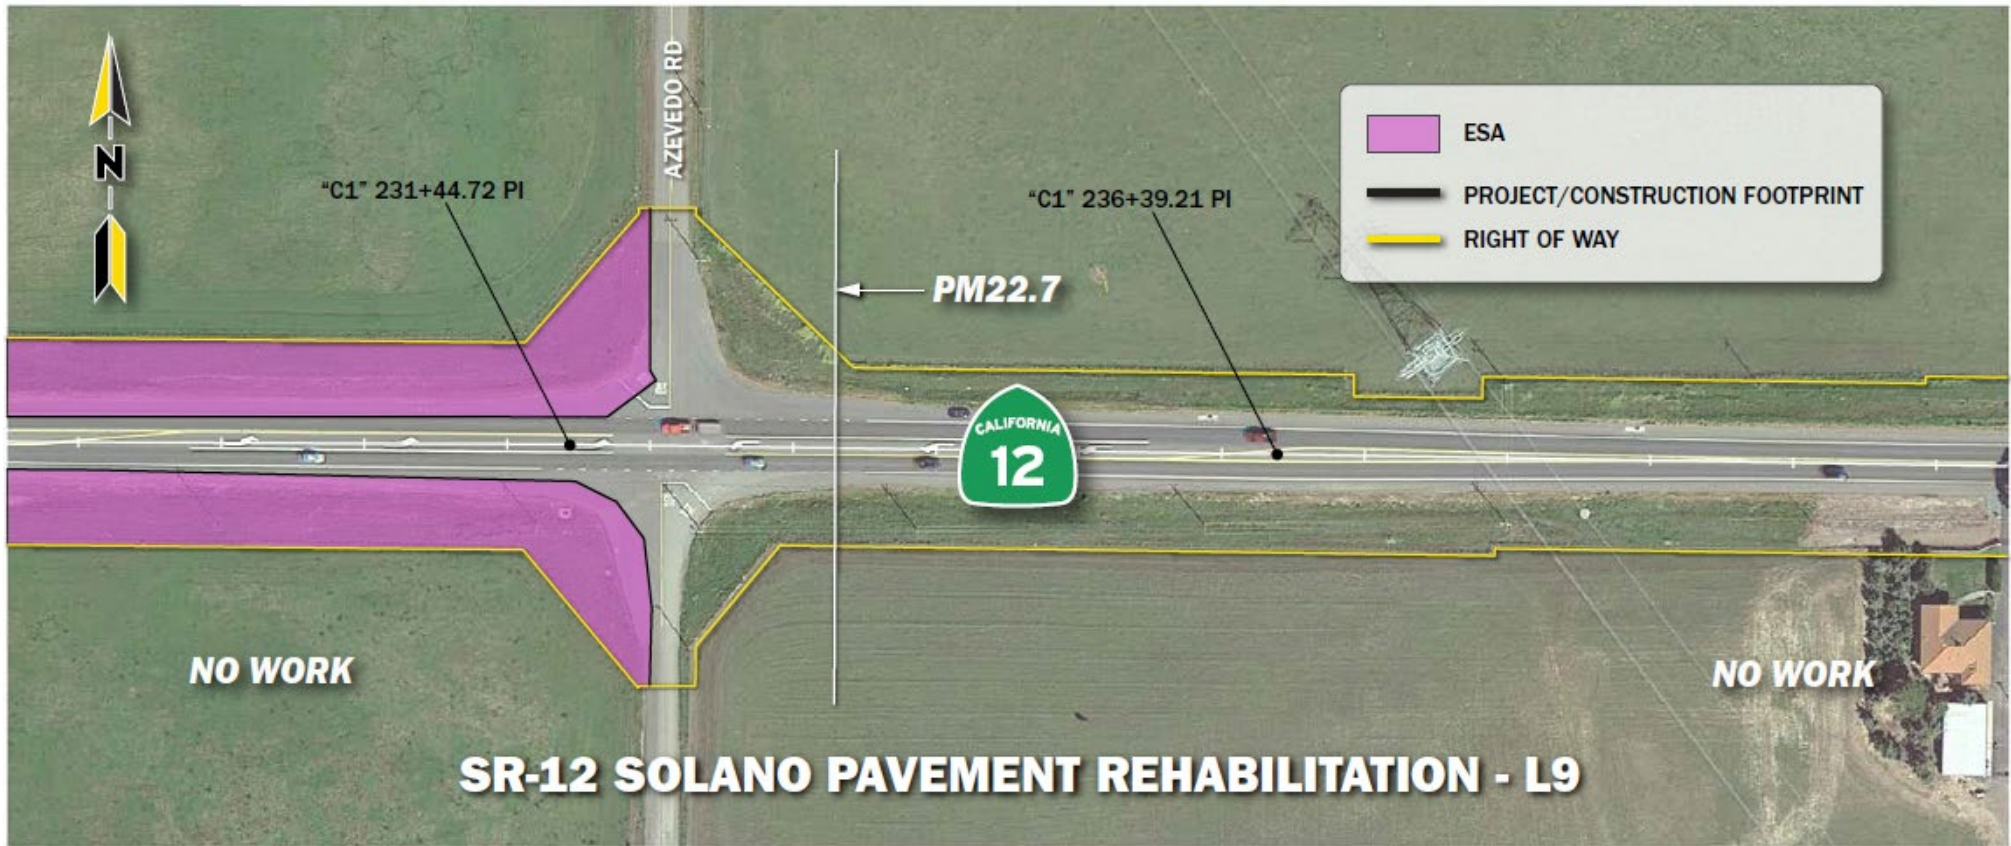 AZEVEDO RD
N
"C1" 231+44.72 PI
"C1" 236+39.21 PI
ESA
PROJECT/CONSTRUCTION FOOTPRINT
RIGHT OF WAY
PM22.7
CALIFORNIA
12
NO WORK
NO WORK
SR-12 SOLANO PAVEMENT REHABILITATION - L9